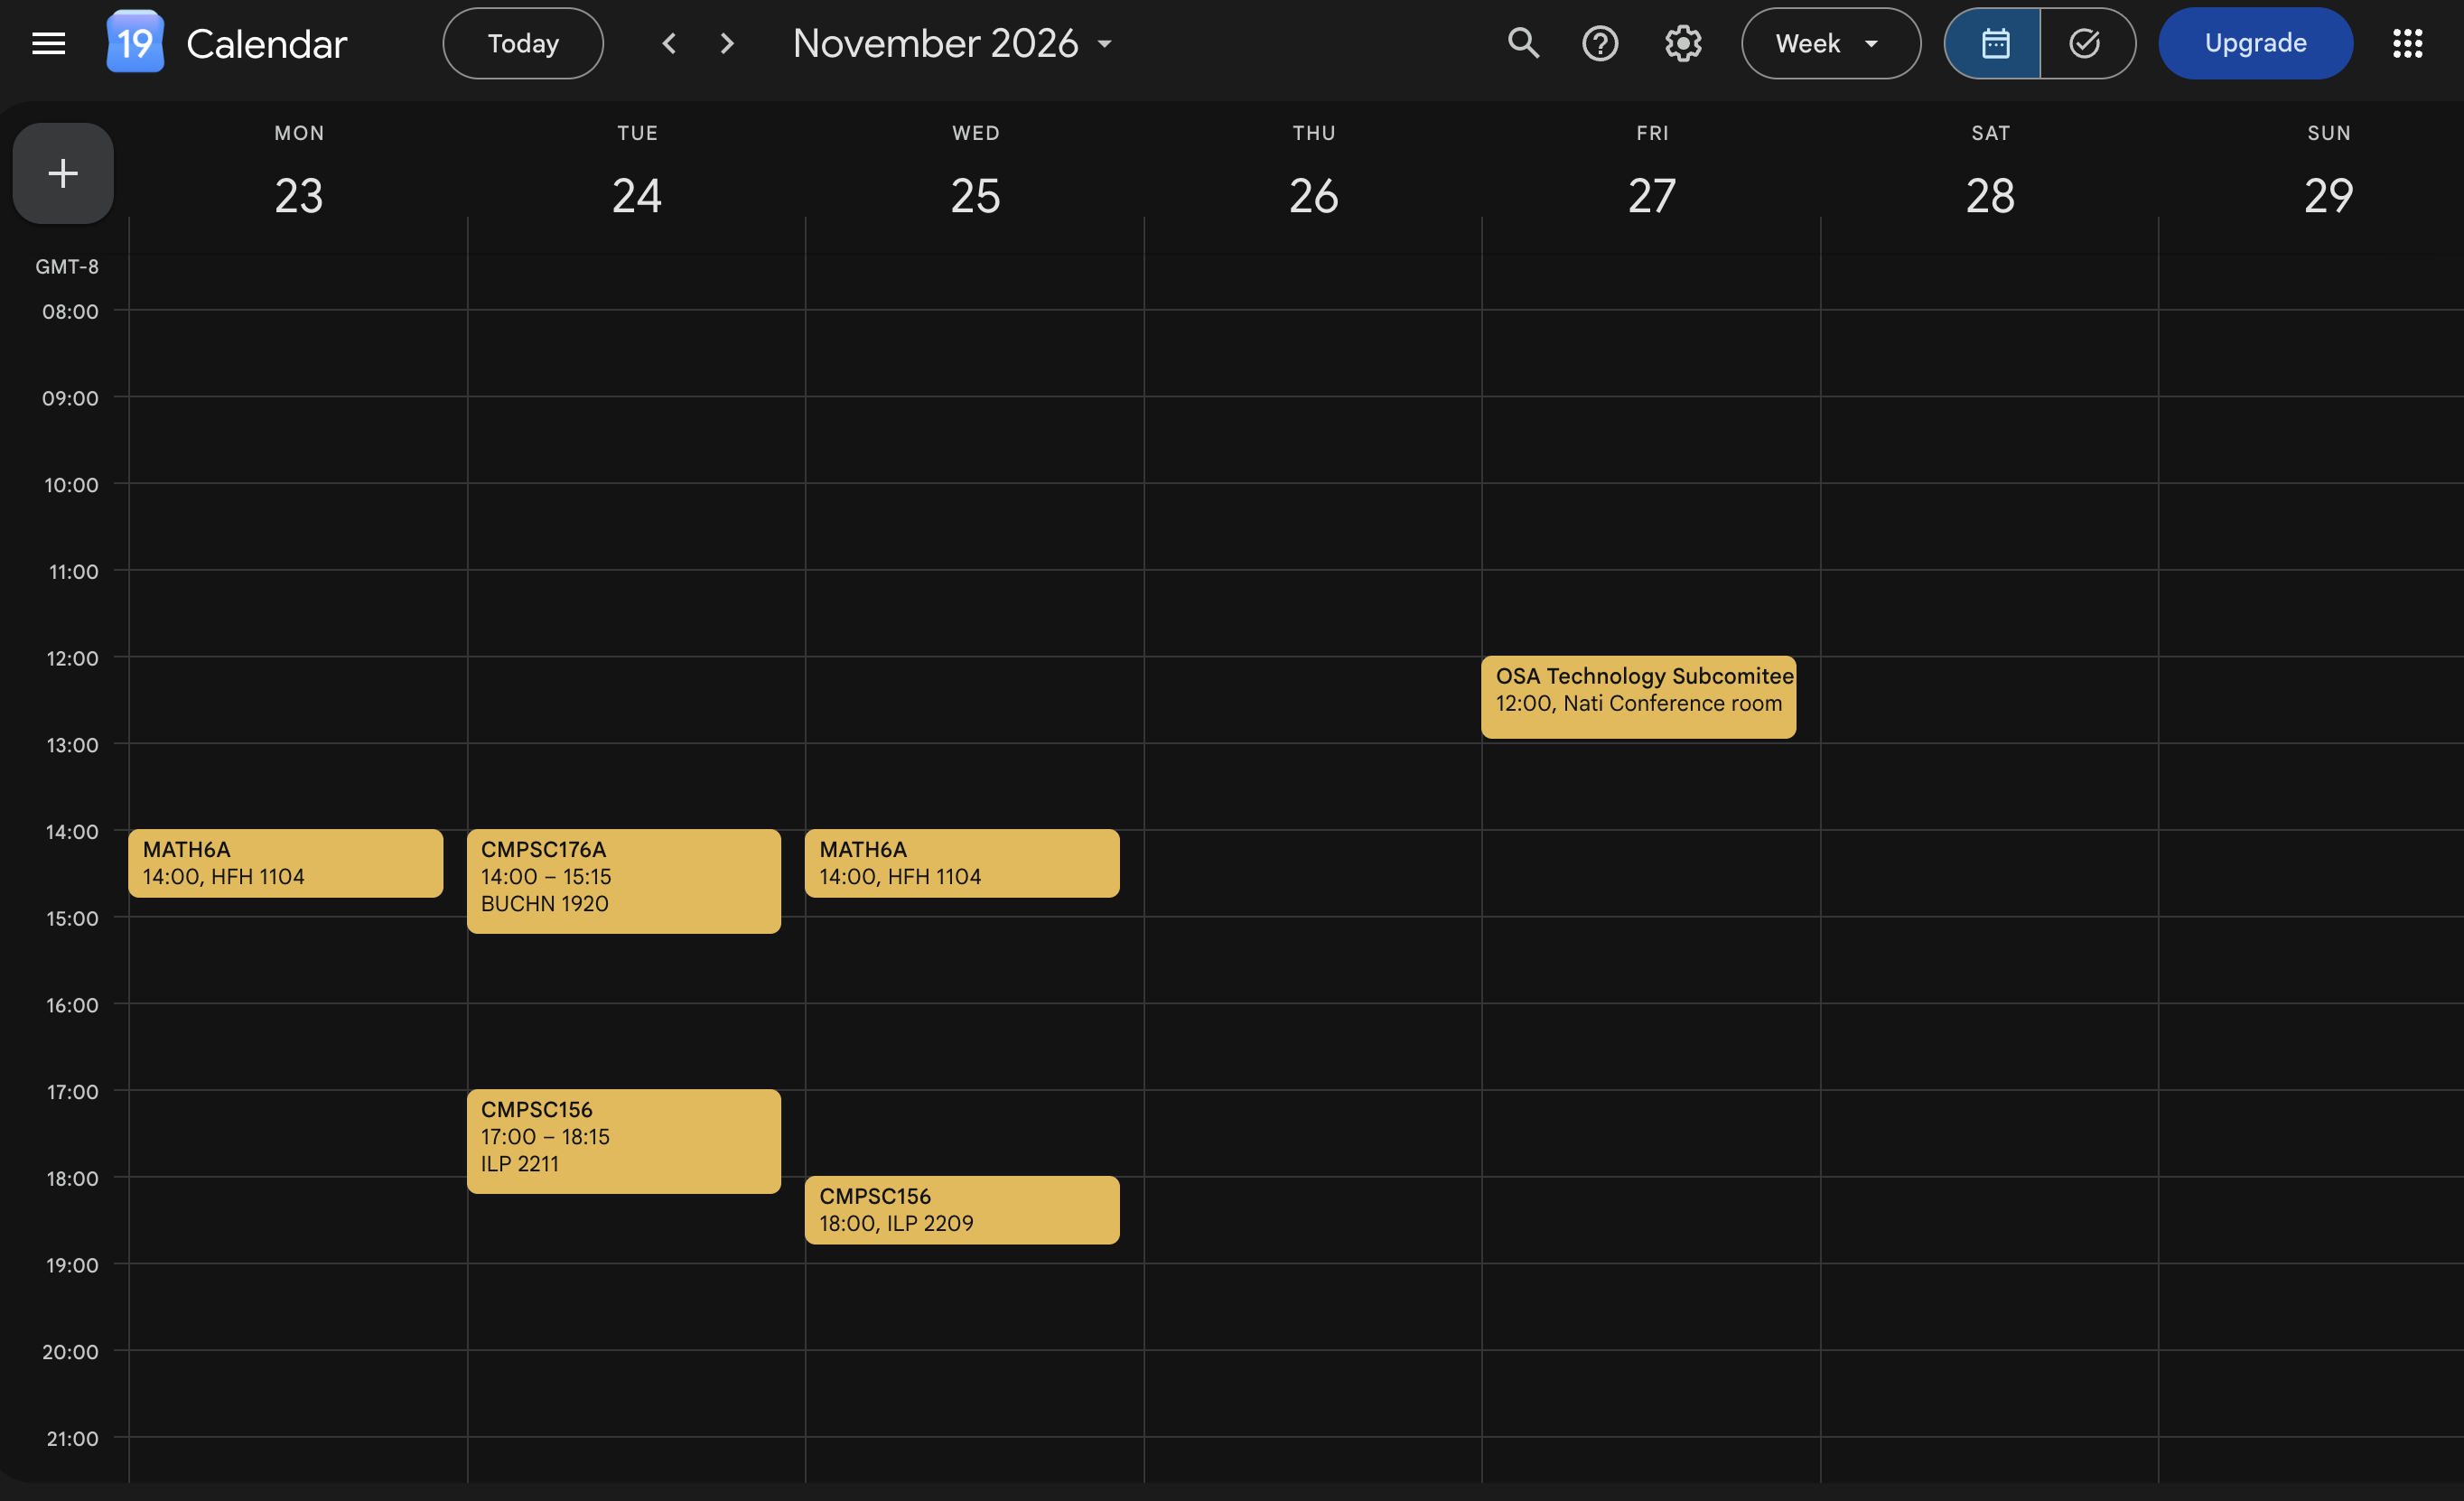 19 Calendar Today November 2026 Week Upgrade
MON TUE WED THU FRI SAT SUN
23 24 25 26 27 28 29
GMT-8
08:00
09:00
10:00
11:00
12:00
OSA Technology Subcomitee
12:00, Nati Conference room
13:00
14:00
MATH6A
14:00, HFH 1104
CMPSC176A
14:00 – 15:15
BUCHN 1920
MATH6A
14:00, HFH 1104
15:00
16:00
17:00
CMPSC156
17:00 – 18:15
ILP 2211
18:00
CMPSC156
18:00, ILP 2209
19:00
20:00
21:00